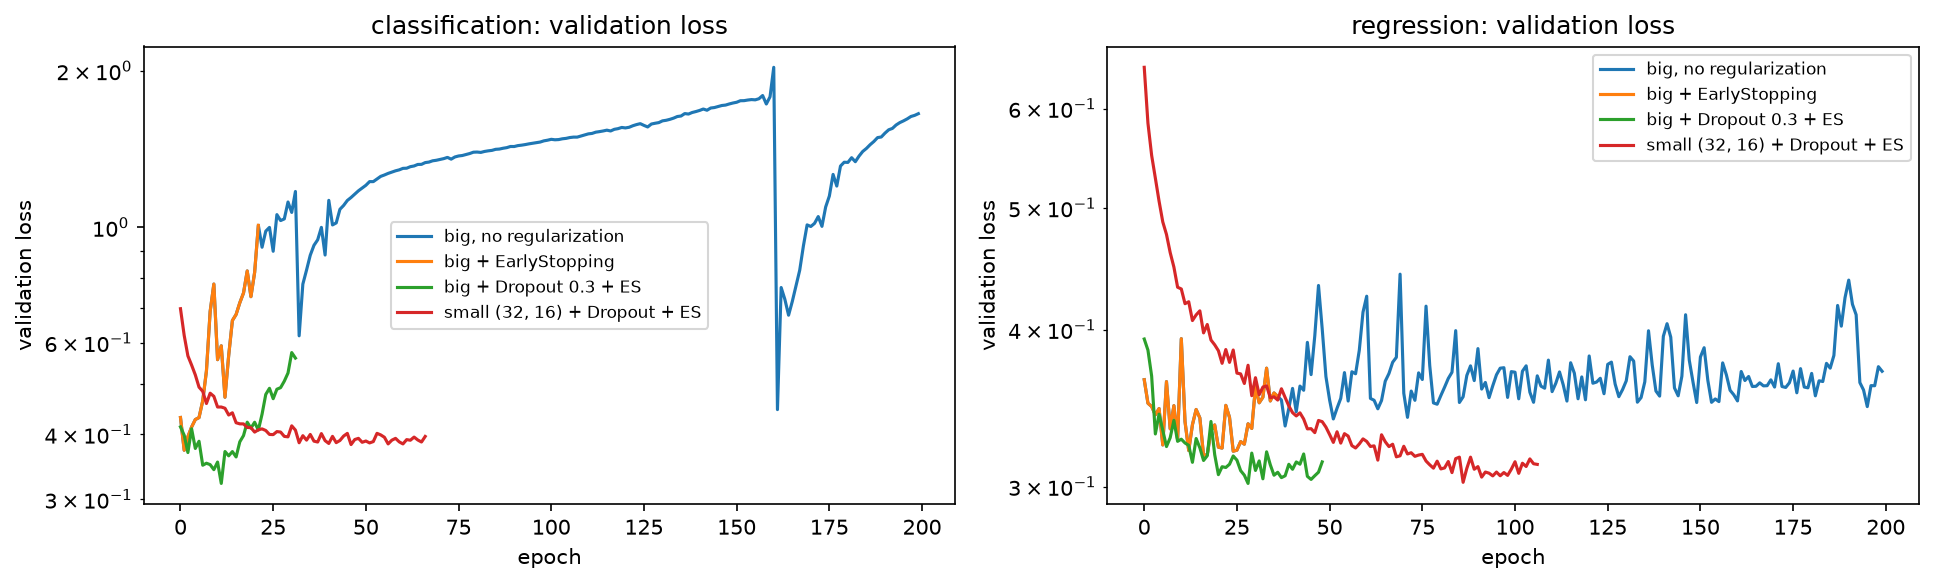 classification: validation loss
validation loss
2 × 10⁰
10⁰
6 × 10⁻¹
4 × 10⁻¹
3 × 10⁻¹
big, no regularization
big + EarlyStopping
big + Dropout 0.3 + ES
small (32, 16) + Dropout + ES
0 25 50 75 100 125 150 175 200
epoch
regression: validation loss
validation loss
6 × 10⁻¹
5 × 10⁻¹
4 × 10⁻¹
3 × 10⁻¹
big, no regularization
big + EarlyStopping
big + Dropout 0.3 + ES
small (32, 16) + Dropout + ES
0 25 50 75 100 125 150 175 200
epoch